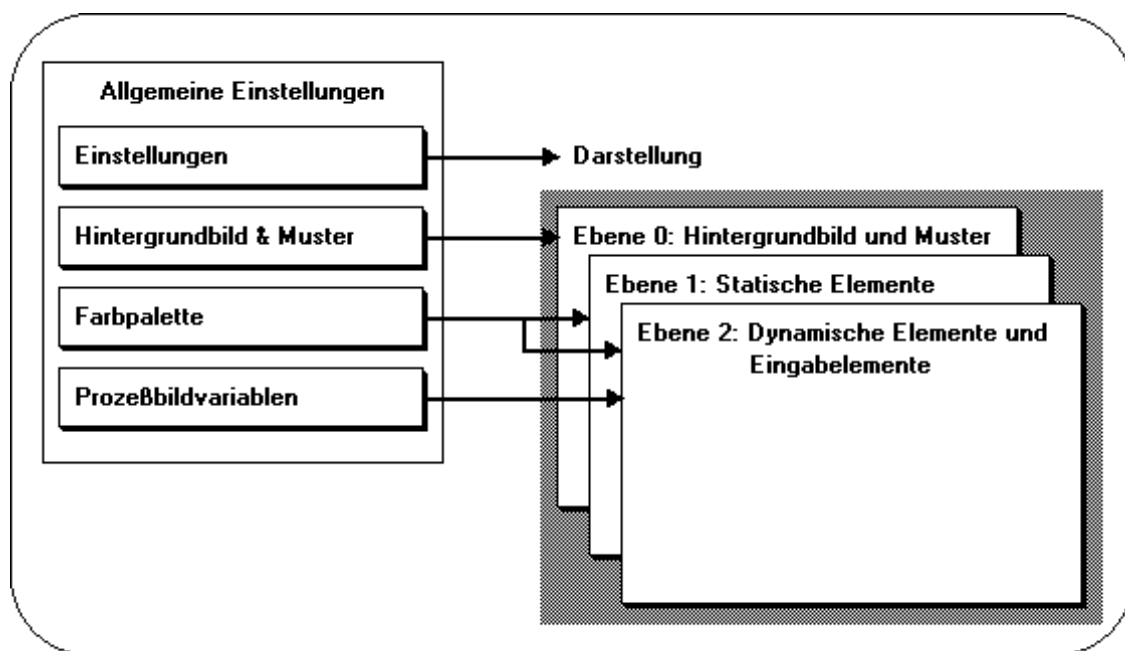 Allgemeine Einstellungen
Einstellungen
Darstellung
Hintergrundbild & Muster
Ebene 0: Hintergrundbild und Muster
Ebene 1: Statische Elemente
Farbpalette
Ebene 2: Dynamische Elemente und
Eingabelemente
Prozeßbildvariablen